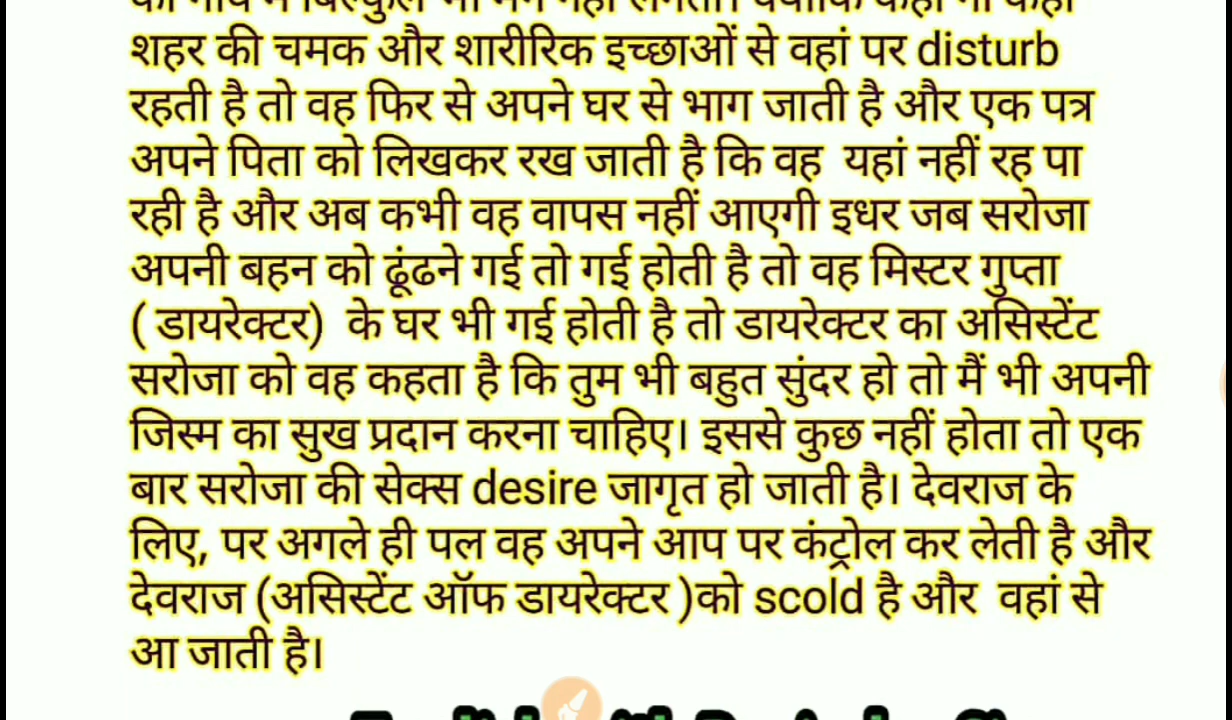 शहर की चमक और शारीरिक इच्छाओं से वहां पर disturb
रहती है तो वह फिर से अपने घर से भाग जाती है और एक पत्र
अपने पिता को लिखकर रख जाती है कि वह यहां नहीं रह पा
रही है और अब कभी वह वापस नहीं आएगी इधर जब सरोजा
अपनी बहन को ढूंढने गई तो गई होती है तो वह मिस्टर गुप्ता
( डायरेक्टर) के घर भी गई होती है तो डायरेक्टर का असिस्टेंट
सरोजा को वह कहता है कि तुम भी बहुत सुंदर हो तो मैं भी अपनी
जिस्म का सुख प्रदान करना चाहिए। इससे कुछ नहीं होता तो एक
बार सरोजा की सेक्स desire जागृत हो जाती है। देवराज के
लिए, पर अगले ही पल वह अपने आप पर कंट्रोल कर लेती है और
देवराज (असिस्टेंट ऑफ डायरेक्टर )को scold है और वहां से
आ जाती है।